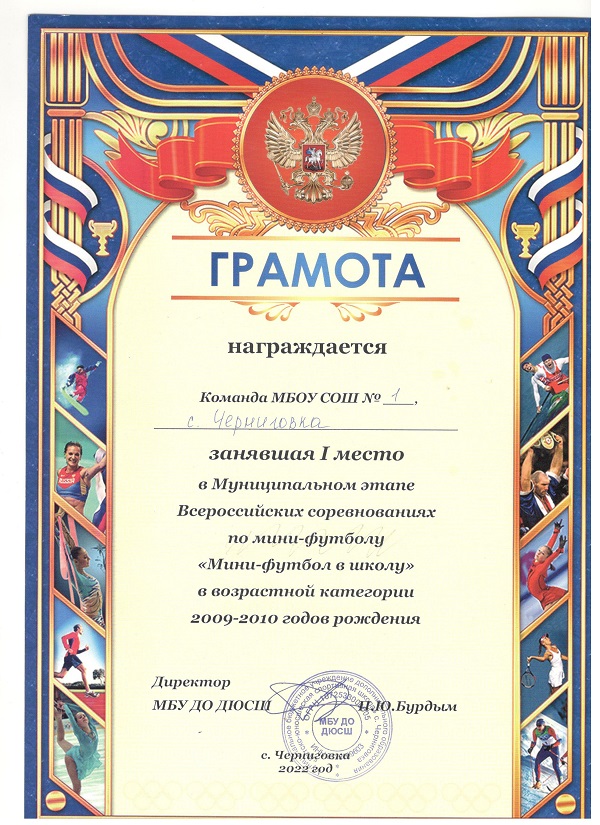 ГРАМОТА
награждается
Команда МБОУ СОШ № 1,
с. Черниговка
занявшая I место
в Муниципальном этапе
Всероссийских соревнованиях
по мини-футболу
«Мини-футбол в школу»
в возрастной категории
2009-2010 годов рождения
Директор
МБУ ДО ДЮСШ Н.Ю.Бурдым
МБУ ДО
ДЮСШ
с. Черниговка
2022 год